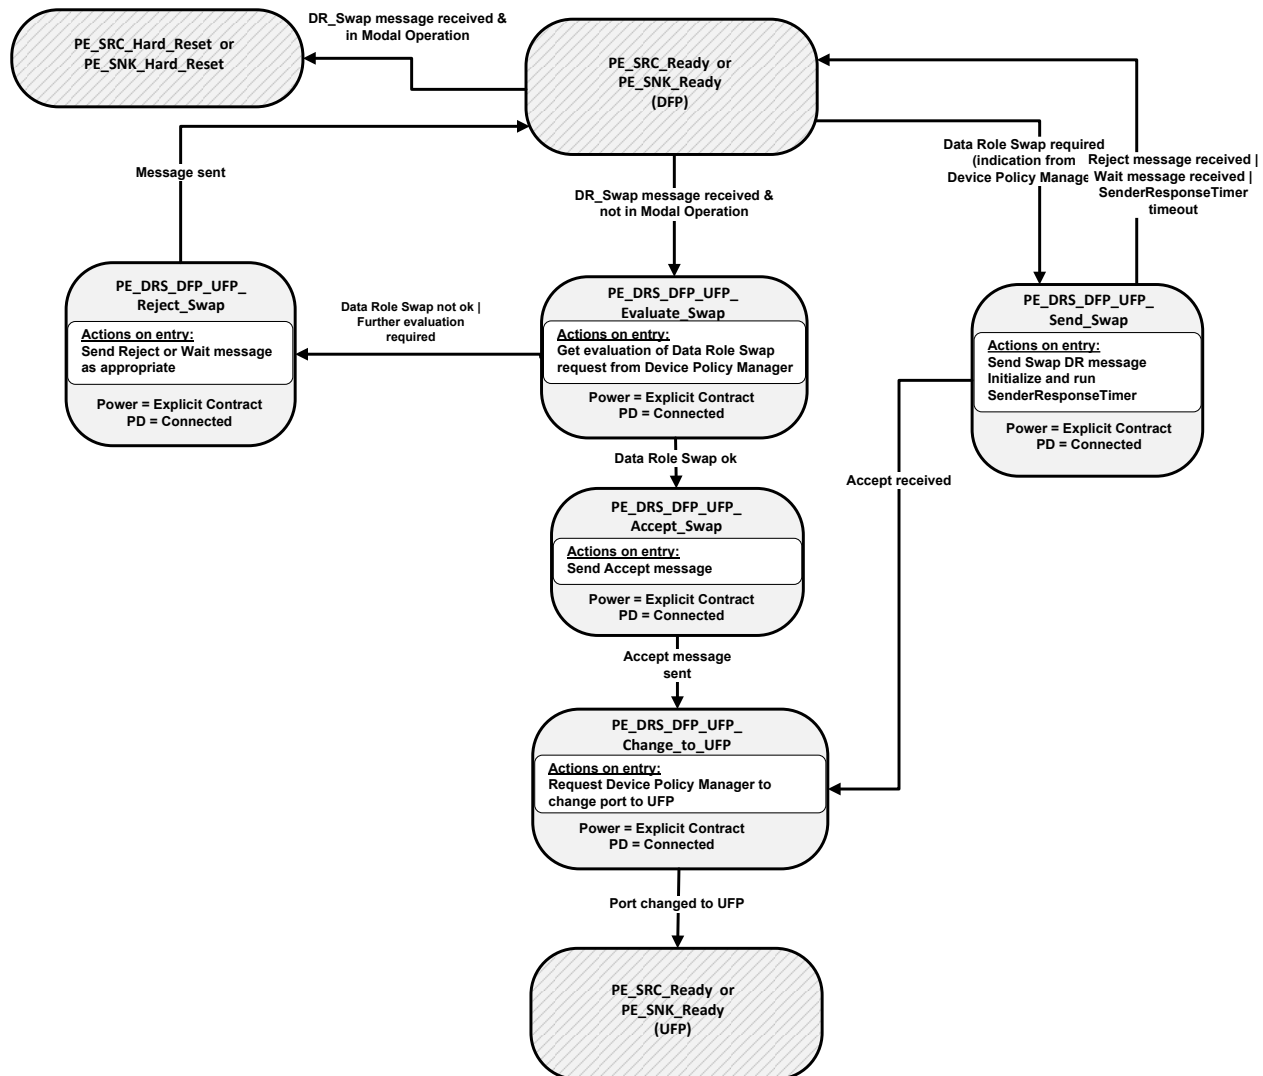 DR_Swap message received &
in Modal Operation
PE_SRC_Hard_Reset or
PE_SNK_Hard_Reset
PE_SRC_Ready or
PE_SNK_Ready
(DFP)
Message sent
DR_Swap message received &
not in Modal Operation
Data Role Swap required
(indication from
Device Policy Manage
Reject message received |
Wait message received |
SenderResponseTimer
timeout
PE_DRS_DFP_UFP_
Reject_Swap
Actions on entry:
Send Reject or Wait message
as appropriate
Power = Explicit Contract
PD = Connected
Data Role Swap not ok |
Further evaluation
required
PE_DRS_DFP_UFP_
Evaluate_Swap
Actions on entry:
Get evaluation of Data Role Swap
request from Device Policy Manager
Power = Explicit Contract
PD = Connected
PE_DRS_DFP_UFP_
Send_Swap
Actions on entry:
Send Swap DR message
Initialize and run
SenderResponseTimer
Power = Explicit Contract
PD = Connected
Data Role Swap ok
Accept received
PE_DRS_DFP_UFP_
Accept_Swap
Actions on entry:
Send Accept message
Power = Explicit Contract
PD = Connected
Accept message
sent
PE_DRS_DFP_UFP_
Change_to_UFP
Actions on entry:
Request Device Policy Manager to
change port to UFP
Power = Explicit Contract
PD = Connected
Port changed to UFP
PE_SRC_Ready or
PE_SNK_Ready
(UFP)